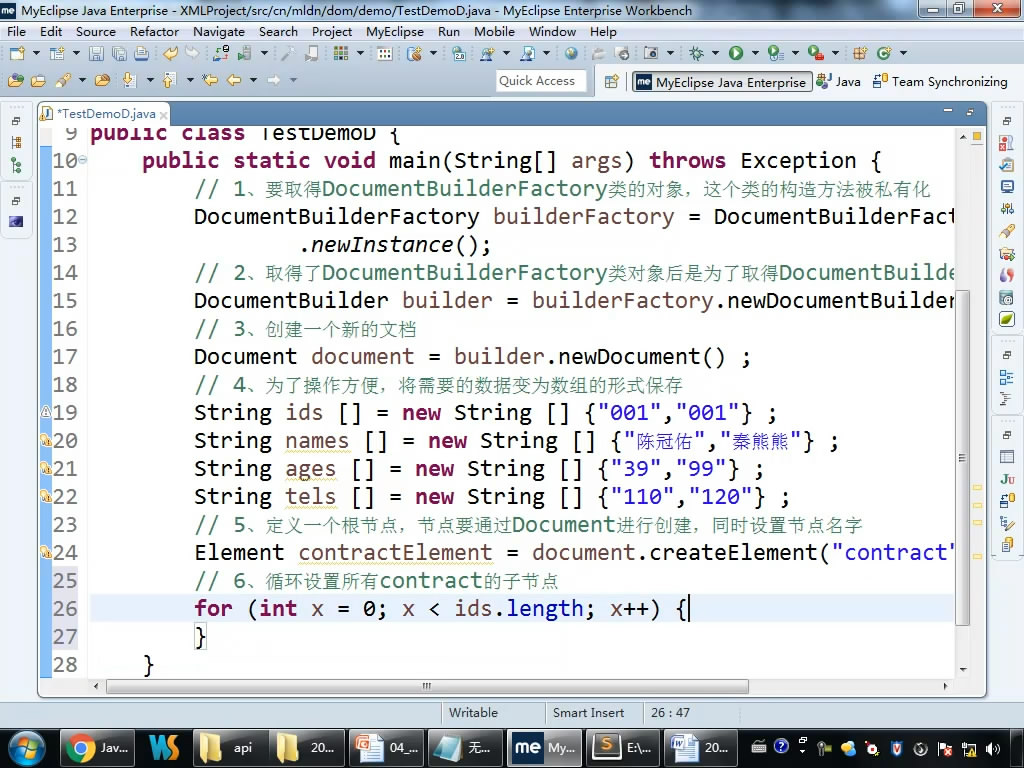 MyEclipse Java Enterprise - XMLProject/src/cn/mldn/dom/demo/TestDemoD.java - MyEclipse Enterprise Workbench
File Edit Source Refactor Navigate Search Project MyEclipse Run Mobile Window Help
Quick Access
MyEclipse Java Enterprise
Java
Team Synchronizing
*TestDemoD.java
9 public class TestDemoD {
10 public static void main(String[] args) throws Exception {
11 // 1、要取得DocumentBuilderFactory类的对象，这个类的构造方法被私有化
12 DocumentBuilderFactory builderFactory = DocumentBuilderFact
13 .newInstance();
14 // 2、取得了DocumentBuilderFactory类对象后是为了取得DocumentBuilde
15 DocumentBuilder builder = builderFactory.newDocumentBuilder
16 // 3、创建一个新的文档
17 Document document = builder.newDocument() ;
18 // 4、为了操作方便，将需要的数据变为数组的形式保存
19 String ids [] = new String [] {"001","001"} ;
20 String names [] = new String [] {"陈冠佑","秦熊熊"} ;
21 String ages [] = new String [] {"39","99"} ;
22 String tels [] = new String [] {"110","120"} ;
23 // 5、定义一个根节点，节点要通过Document进行创建，同时设置节点名字
24 Element contractElement = document.createElement("contract"
25 // 6、循环设置所有contract的子节点
26 for (int x = 0; x < ids.length; x++) {
27 }
28 }
Writable
Smart Insert
26 : 47
Jav...
api
20...
04_...
无...
me My...
E:\...
20...